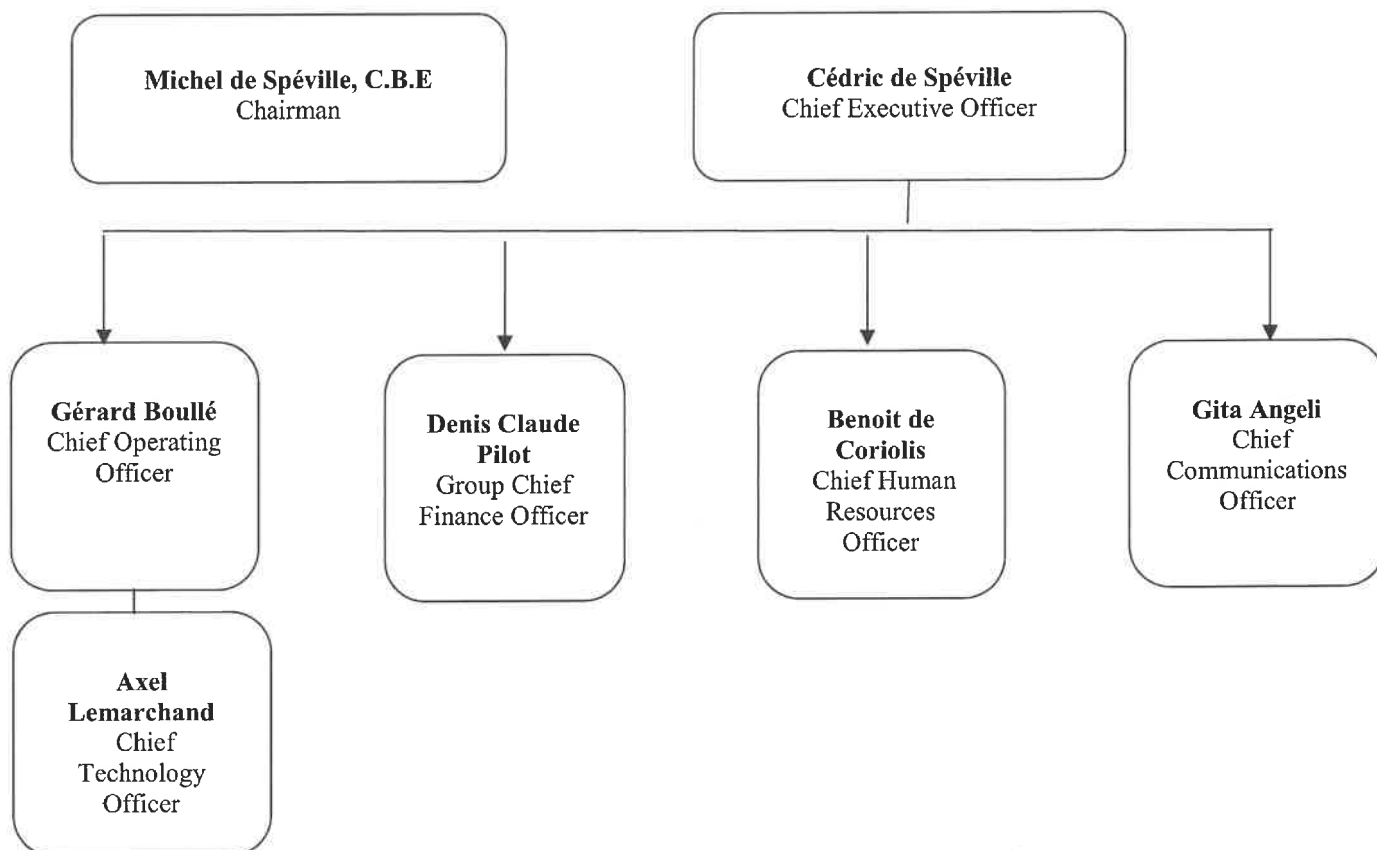 Michel de Spéville, C.B.E
Chairman
Cédric de Spéville
Chief Executive Officer
Gérard Boullé
Chief Operating
Officer
Denis Claude
Pilot
Group Chief
Finance Officer
Benoit de
Coriolis
Chief Human
Resources
Officer
Gita Angeli
Chief
Communications
Officer
Axel
Lemarchand
Chief
Technology
Officer